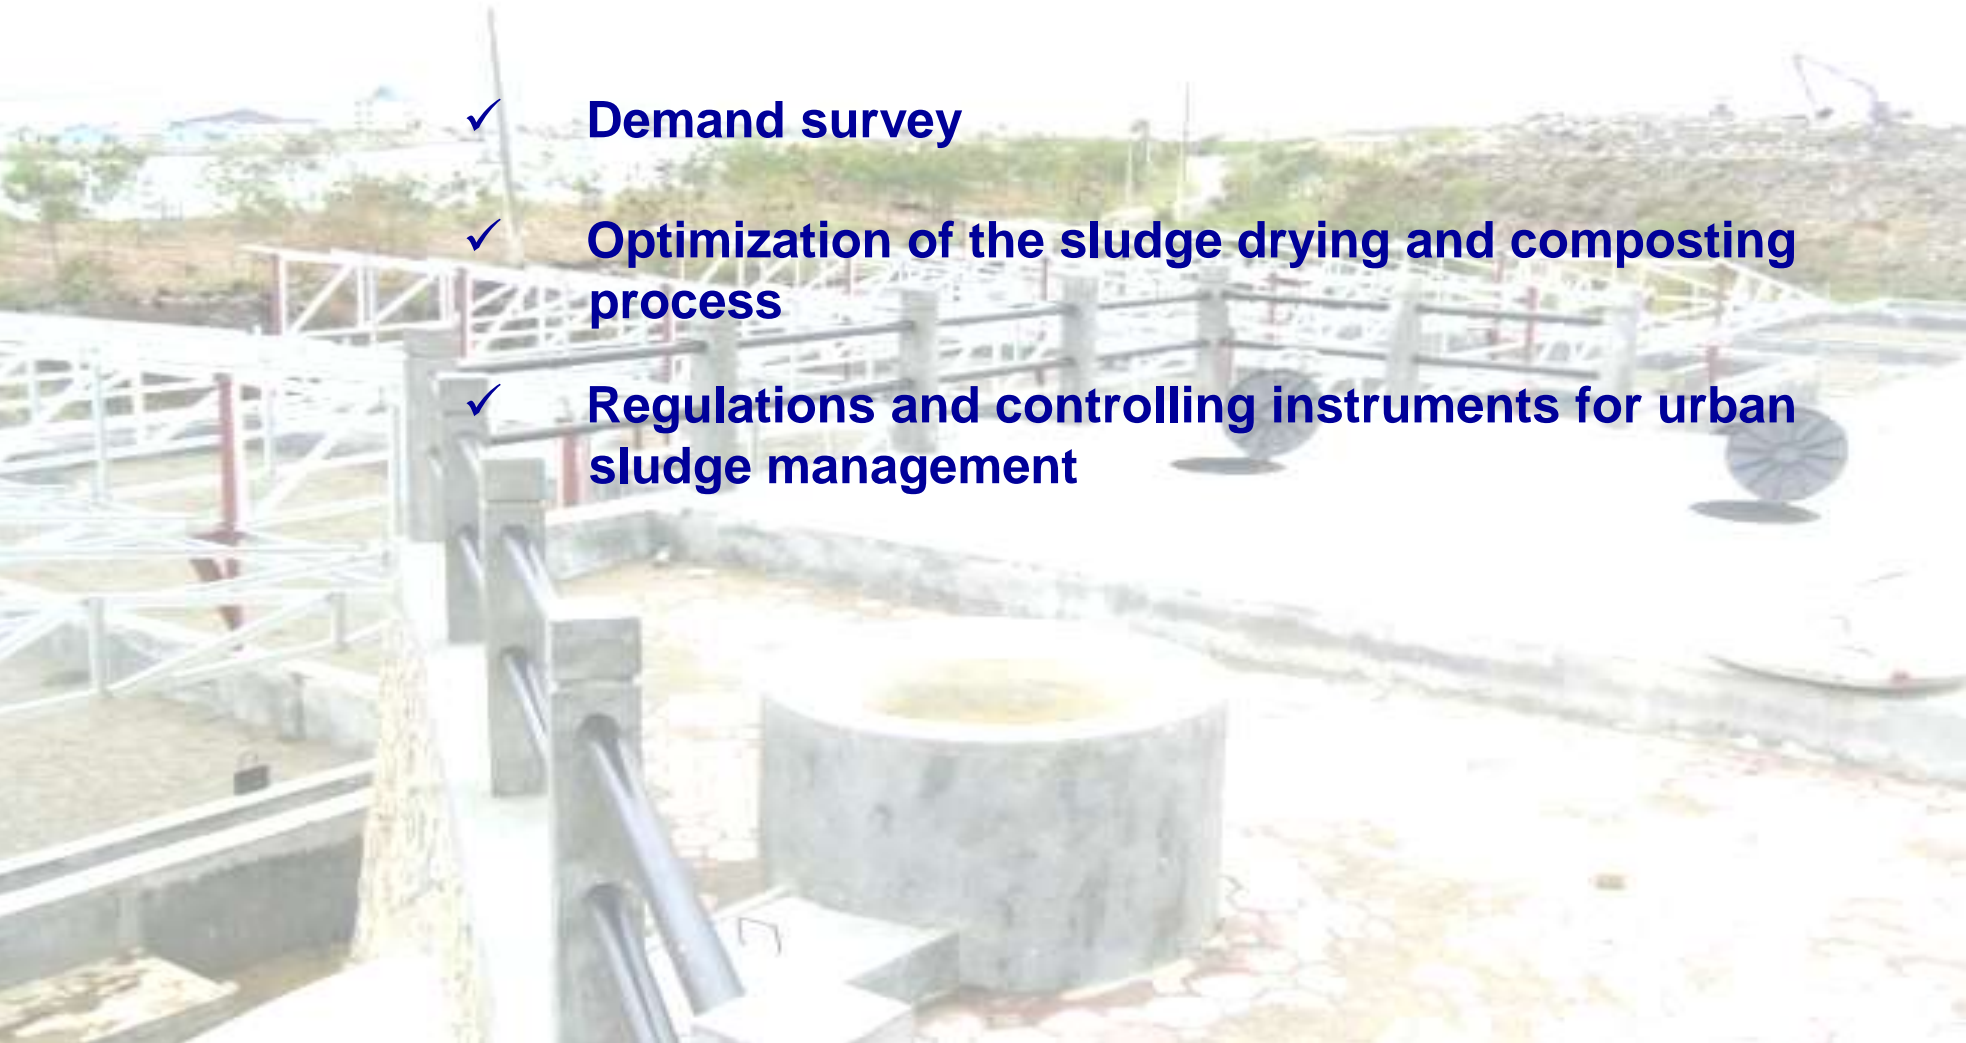 ✓ Demand survey
✓ Optimization of the sludge drying and composting
process
✓ Regulations and controlling instruments for urban
sludge management